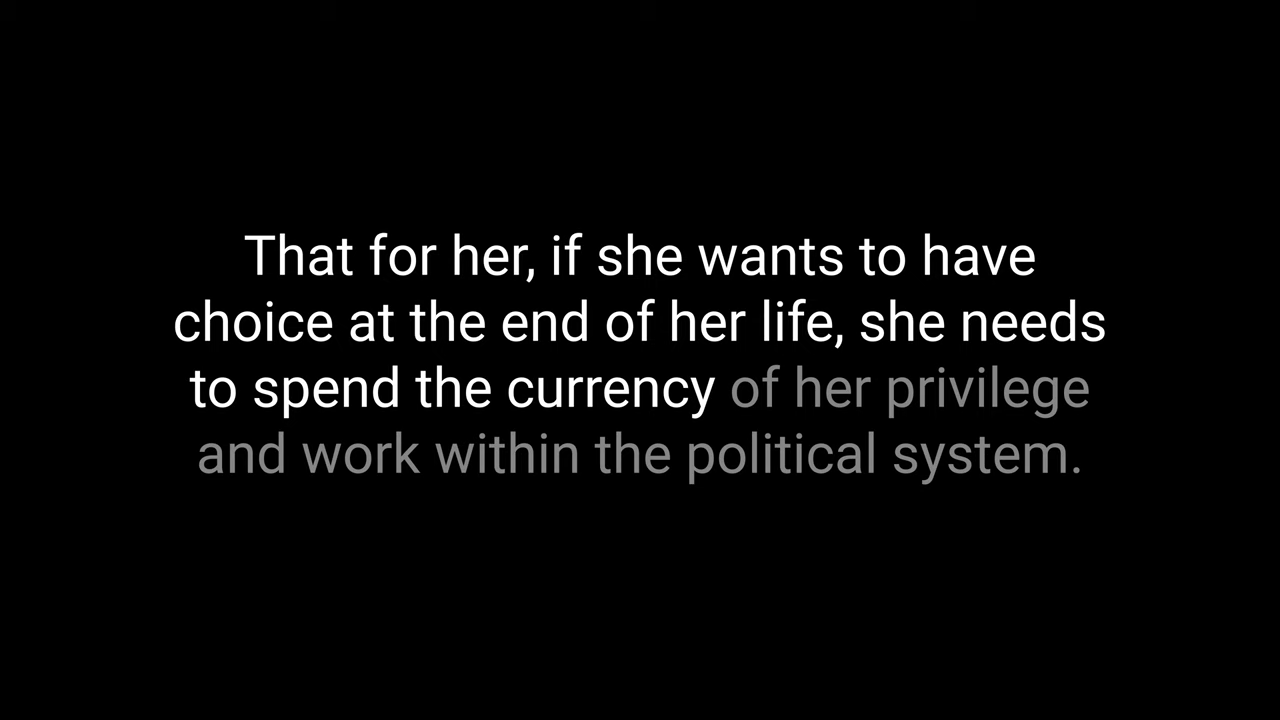 That for her, if she wants to have
choice at the end of her life, she needs
to spend the currency of her privilege
and work within the political system.